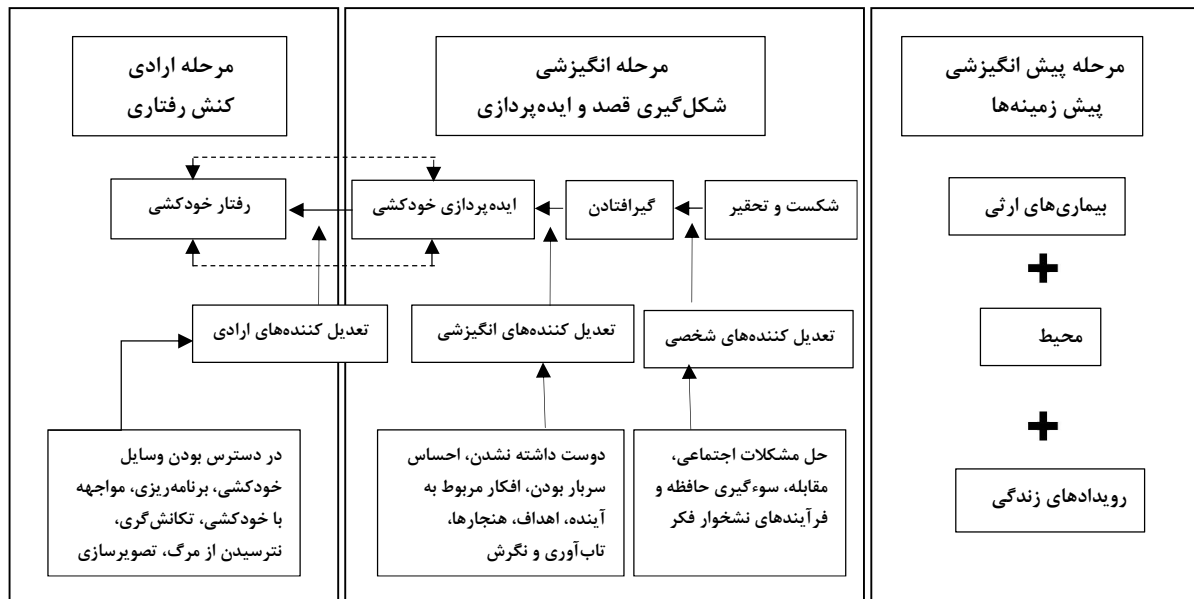 مرحله پیش انگیزشی
پیش زمینه‌ها
بیماری‌های ارثی
+
محیط
+
رویدادهای زندگی
مرحله انگیزشی
شکل‌گیری قصد و ایده‌پردازی
شکست و تحقیر
گیرافتادن
ایده‌پردازی خودکشی
تعدیل کننده‌های شخصی
تعدیل کننده‌های انگیزشی
حل مشکلات اجتماعی،
مقابله، سوءگیری حافظه و
فرآیندهای نشخوار فکر
دوست داشته نشدن، احساس
سربار بودن، افکار مربوط به
آینده، اهداف، هنجارها،
تاب‌آوری و نگرش
مرحله ارادی
کنش رفتاری
رفتار خودکشی
تعدیل کننده‌های ارادی
در دسترس بودن وسایل
خودکشی، برنامه‌ریزی، مواجهه
با خودکشی، تکانش‌گری،
نترسیدن از مرگ، تصویرسازی